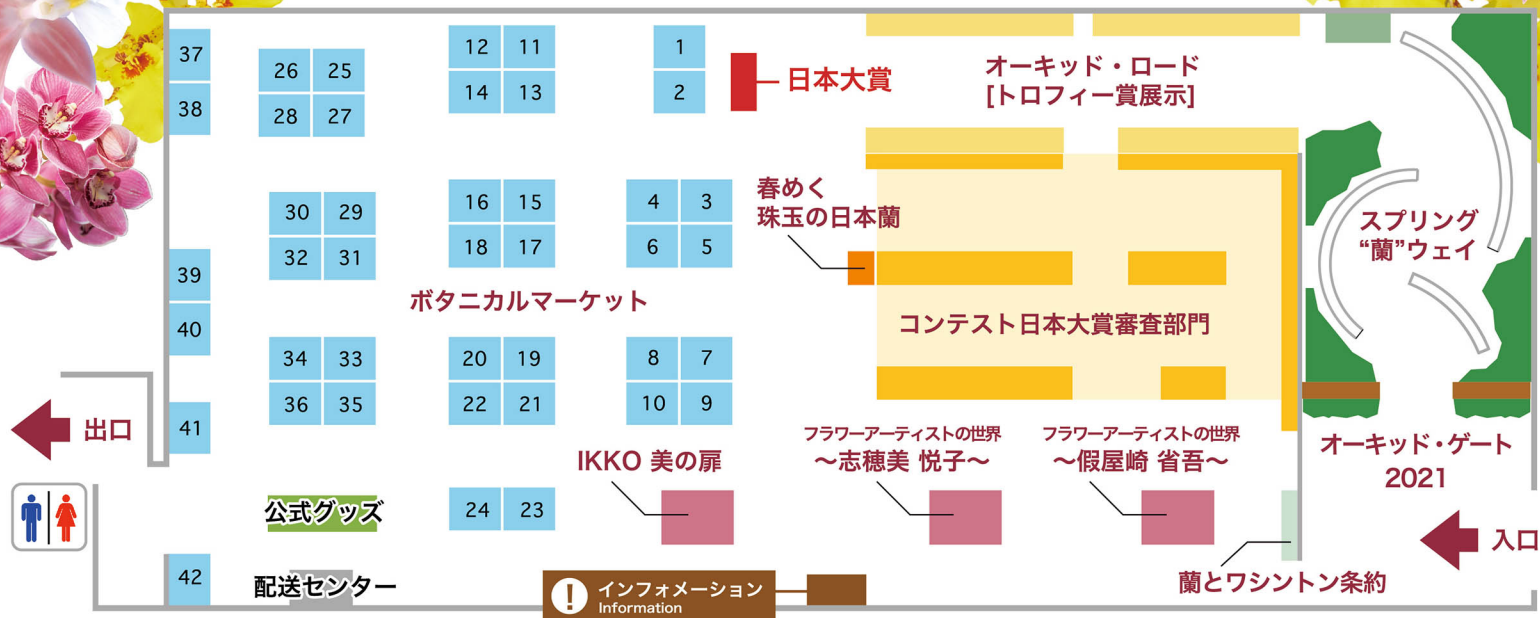 37
38
26 25
28 27
12 11
14 13
1
2
日本大賞
オーキッド・ロード
[トロフィー賞展示]
春めく
珠玉の日本蘭
スプリング
“蘭”ウェイ
30 29
32 31
16 15
18 17
4 3
6 5
39
40
ボタニカルマーケット
コンテスト日本大賞審査部門
34 33
36 35
20 19
22 21
8 7
10 9
41
出口
IKKO 美の扉
フラワーアーティストの世界
〜志穂美 悦子〜
フラワーアーティストの世界
〜假屋崎 省吾〜
オーキッド・ゲート
2021
公式グッズ
24 23
入口
42
配送センター
! インフォメーション
Information
蘭とワシントン条約